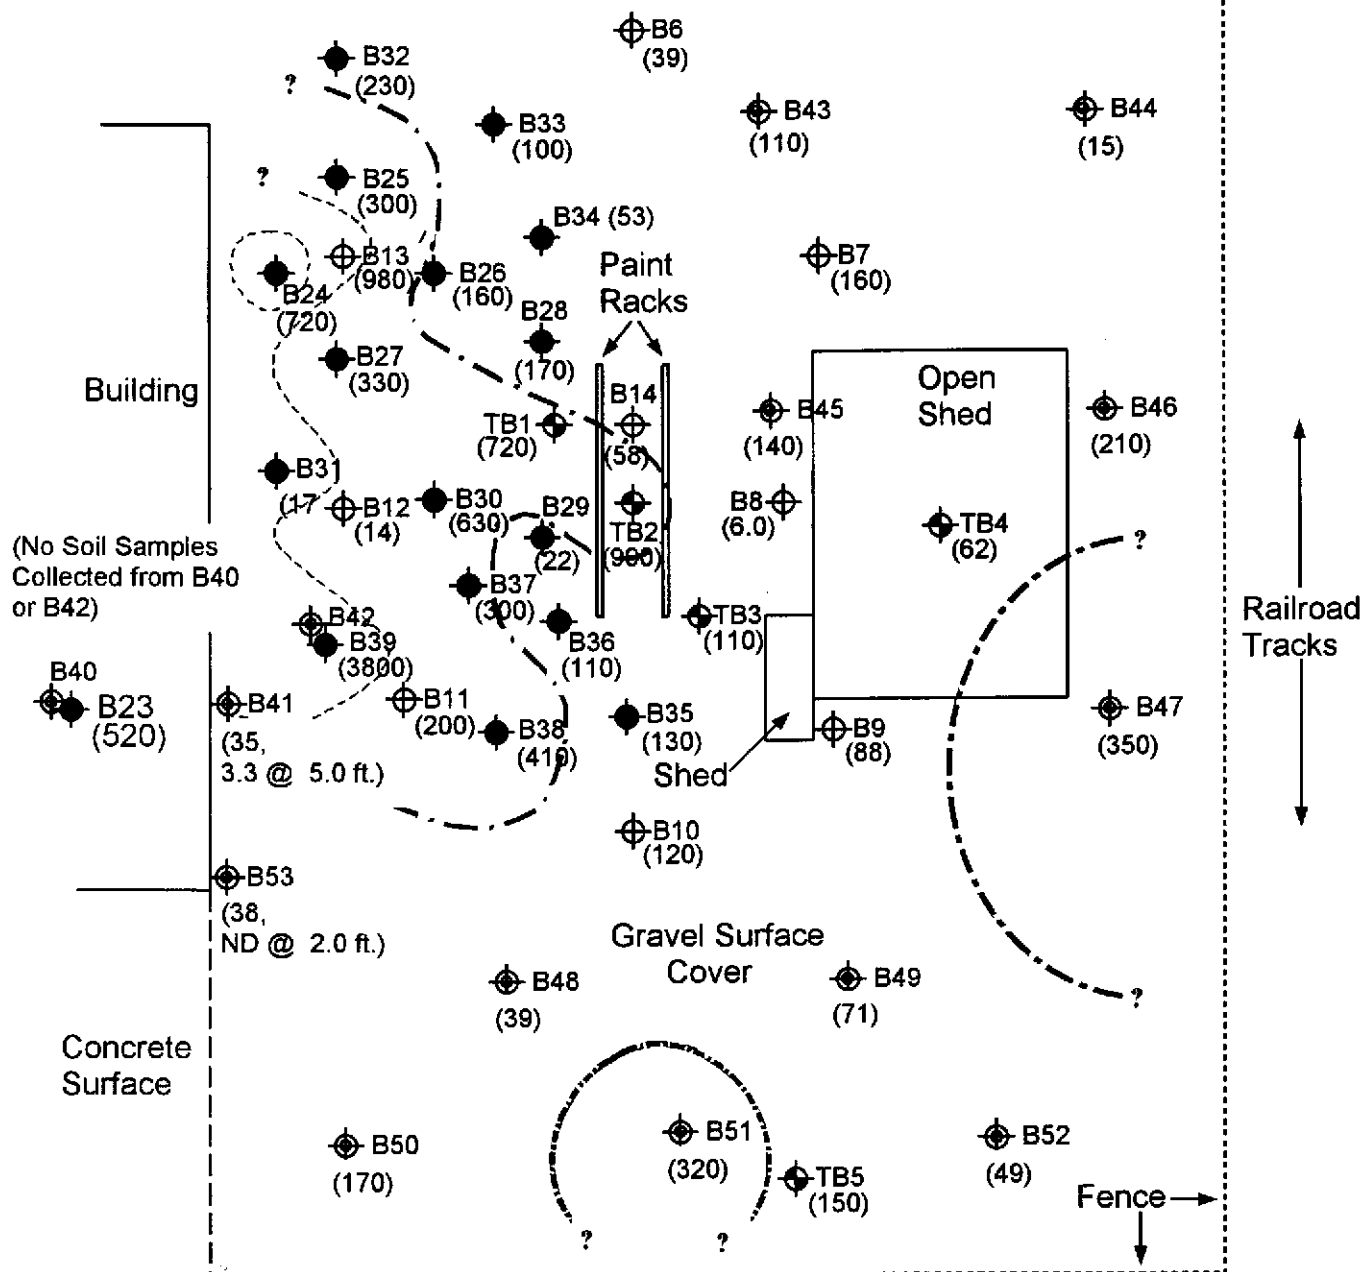 B6
(39)
B32
(230)
?
B43
(110)
B44
(15)
B33
(100)
?
B25
(300)
B34 (53)
B13
(980)
B24
(720)
B26
(160)
Paint
Racks
B7
(160)
B28
(170)
B27
(330)
Building
Open
Shed
B14
(58)
TB1
(720)
B45
(140)
B46
(210)
B31
(17
B12
(14)
B30
(630)
B29
(22)
TB2
(990)
B8
(6.0)
TB4
(62)
?
(No Soil Samples
Collected from B40
or B42)
B37
(300)
B42
B39
(3800)
B36
(110)
TB3
(110)
Railroad
Tracks
B40
B23
(520)
B41
(35,
3.3 @ 5.0 ft.)
B11
(200)
B38
(410)
B35
(130)
Shed
B9
(88)
B47
(350)
B10
(120)
B53
(38,
ND @ 2.0 ft.)
Gravel Surface
Cover
B48
(39)
B49
(71)
?
Concrete
Surface
B50
(170)
B51
(320)
B52
(49)
TB5
(150)
Fence
?
?